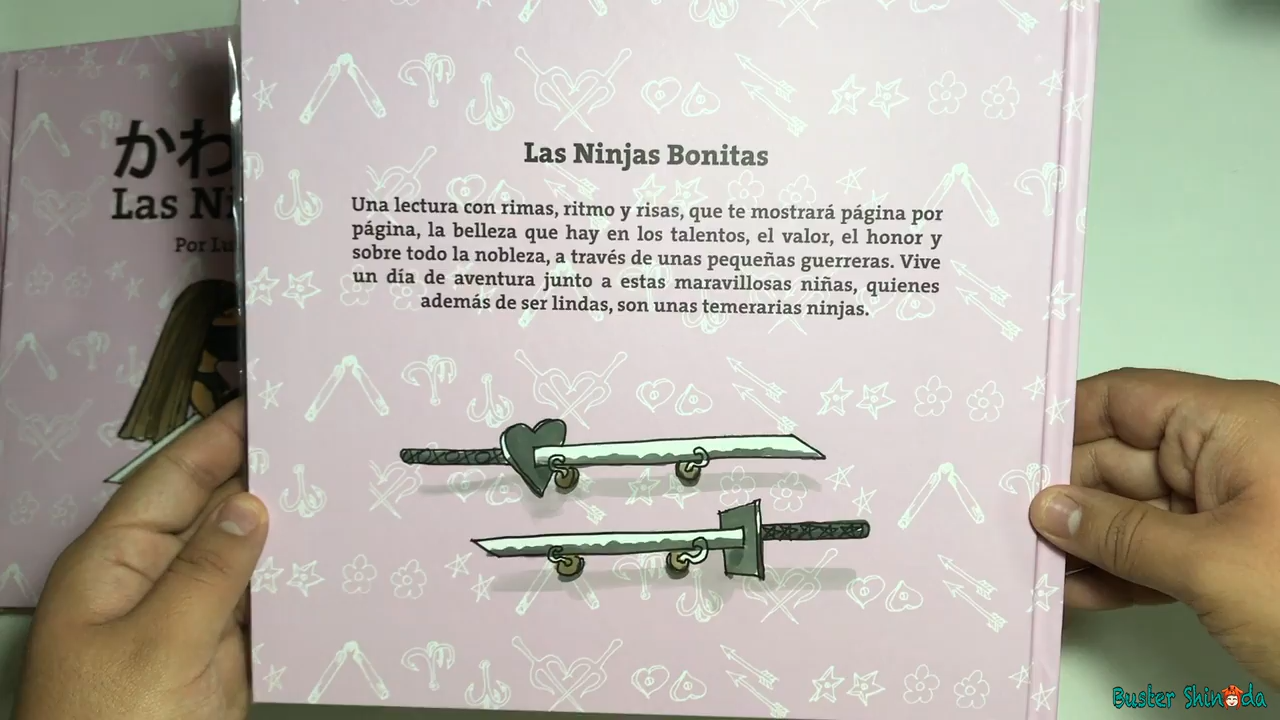 かわ
Las Ni
Por Lu
Las Ninjas Bonitas
Una lectura con rimas, ritmo y risas, que te mostrará página por
página, la belleza que hay en los talentos, el valor, el honor y
sobre todo la nobleza, a través de unas pequeñas guerreras. Vive
un día de aventura junto a estas maravillosas niñas, quienes
además de ser lindas, son unas temerarias ninjas.
Buster Shinoda